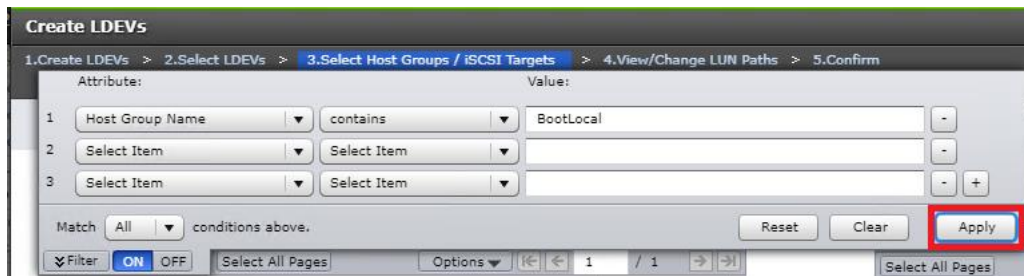 Create LDEVs
1.Create LDEVs > 2.Select LDEVs > 3.Select Host Groups / iSCSI Targets > 4.View/Change LUN Paths > 5.Confirm
Attribute: Value:
1 Host Group Name contains BootLocal -
2 Select Item Select Item -
3 Select Item Select Item - +
Match All conditions above. Reset Clear Apply
Filter ON OFF Select All Pages Options 1 / 1 Select All Pages